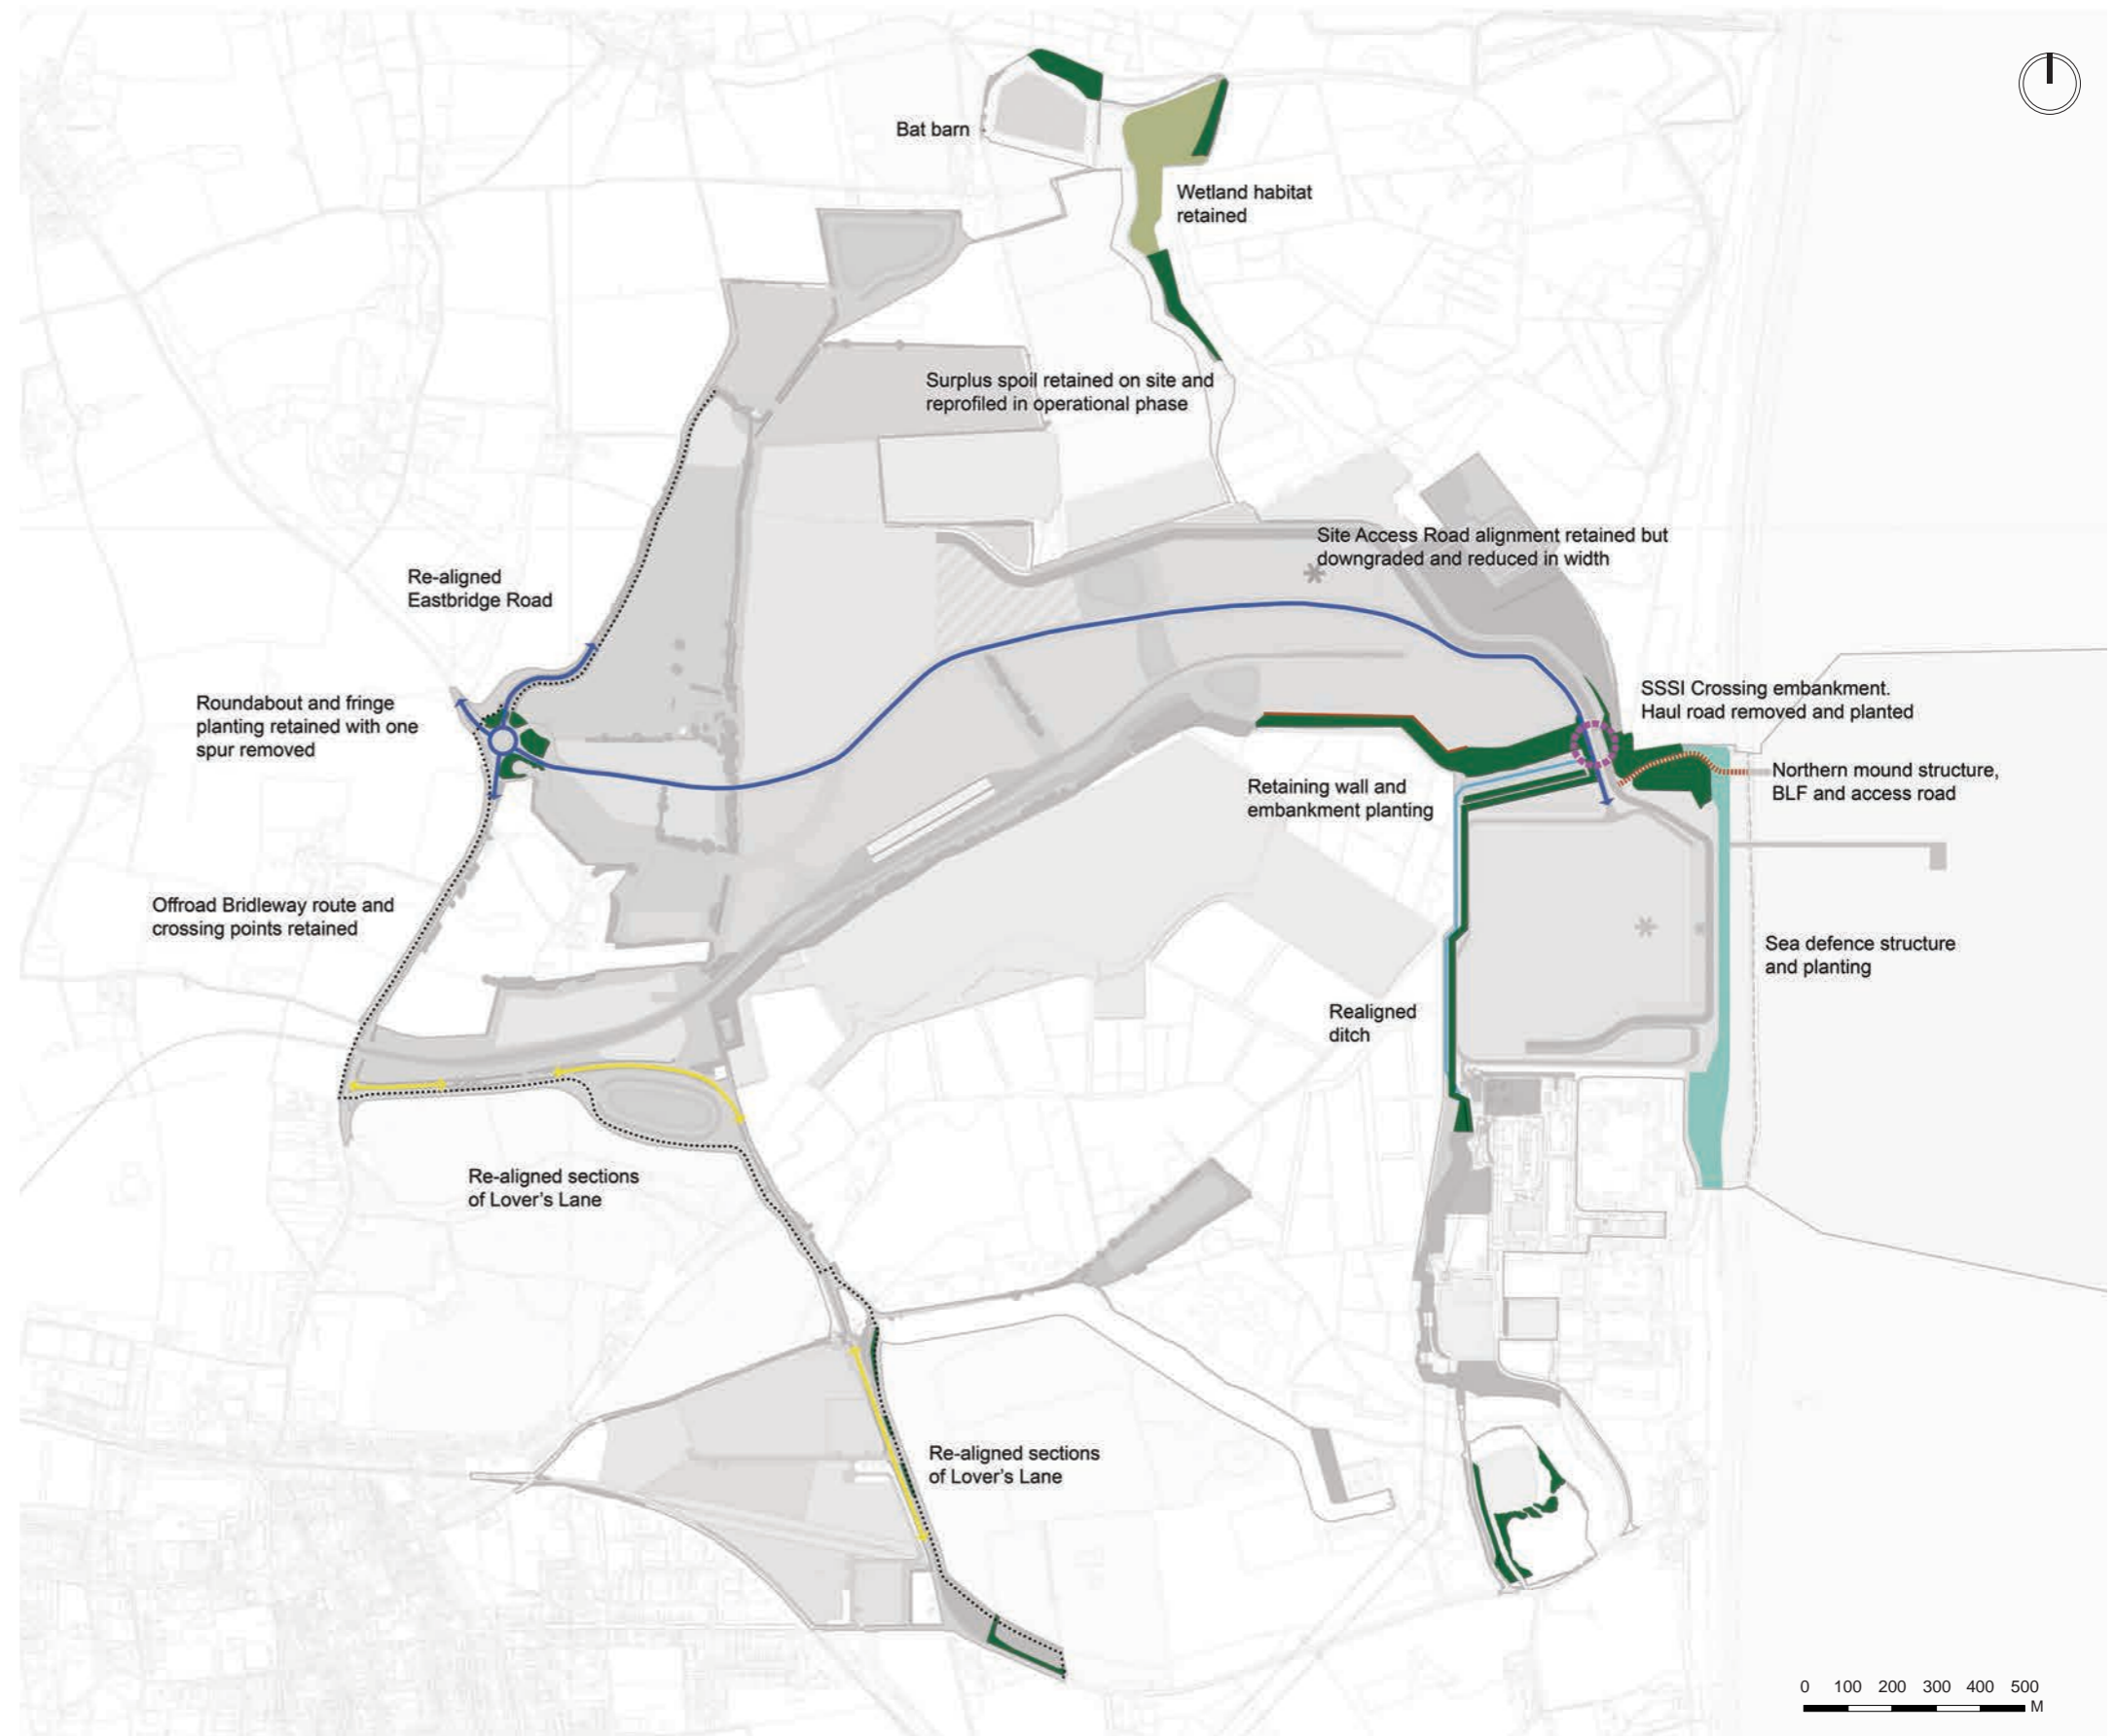 Bat barn
Wetland habitat
retained
Surplus spoil retained on site and
reprofiled in operational phase
Site Access Road alignment retained but
downgraded and reduced in width
Re-aligned
Eastbridge Road
Roundabout and fringe
planting retained with one
spur removed
SSSI Crossing embankment.
Haul road removed and planted
Northern mound structure,
BLF and access road
Retaining wall and
embankment planting
Offroad Bridleway route and
crossing points retained
Sea defence structure
and planting
Realigned
ditch
Re-aligned sections
of Lover's Lane
Re-aligned sections
of Lover's Lane
0 100 200 300 400 500
M